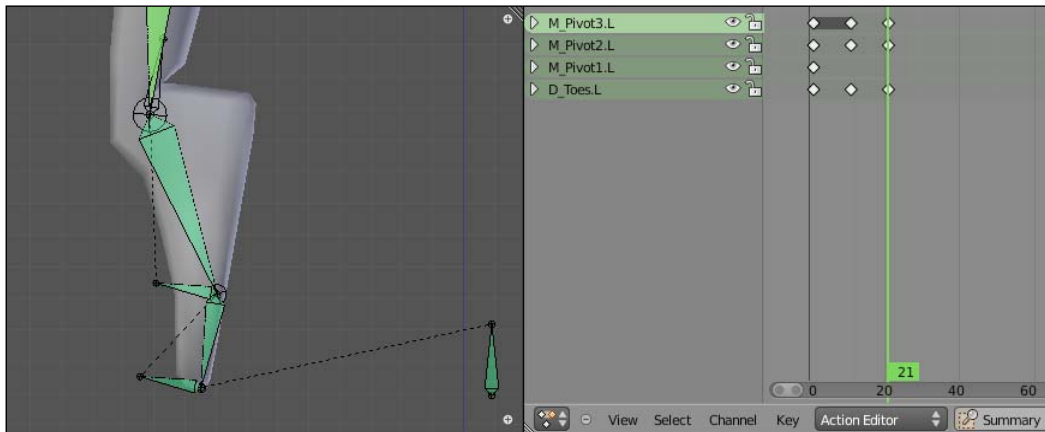 M_Pivot3.L
M_Pivot2.L
M_Pivot1.L
D_Toes.L
21
0 20 40 60
View Select Channel Key Action Editor Summary